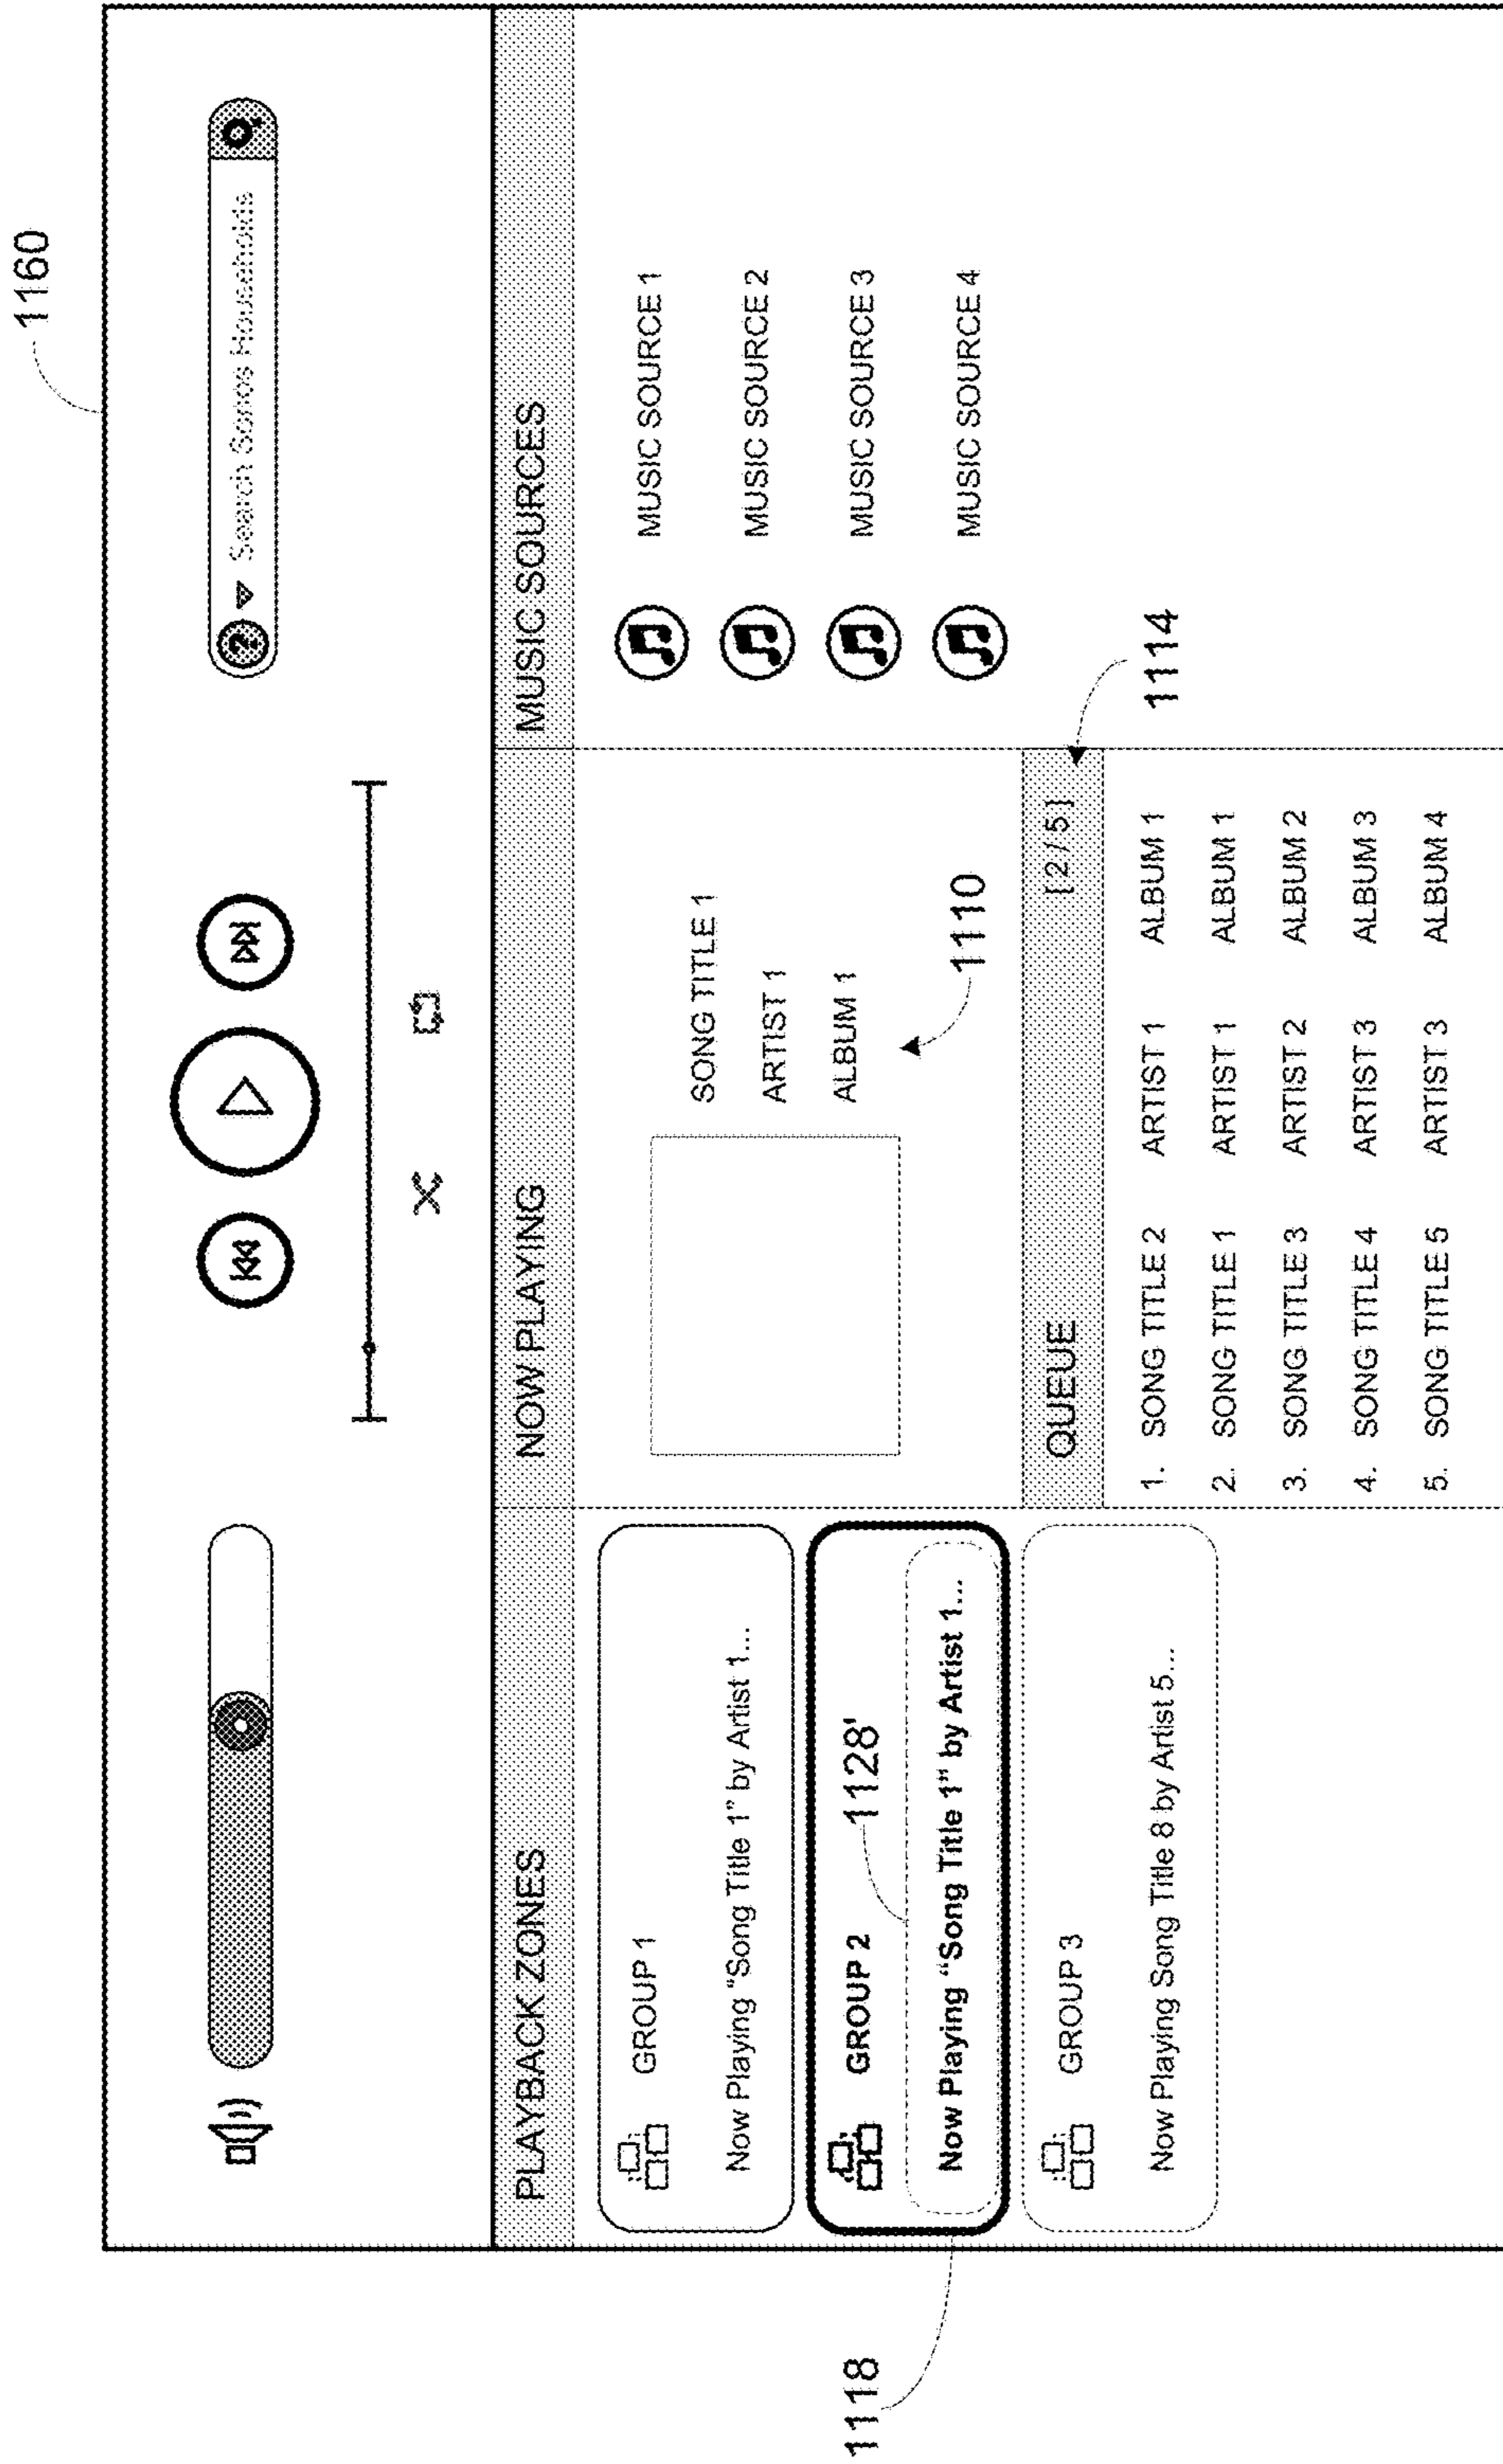 1160
? Search Sonos Households
PLAYBACK ZONES
NOW PLAYING
MUSIC SOURCES
GROUP 1
Now Playing “Song Title 1” by Artist 1...
GROUP 2
1128'
Now Playing “Song Title 1” by Artist 1...
1118
GROUP 3
Now Playing Song Title 8 by Artist 5...
SONG TITLE 1
ARTIST 1
ALBUM 1
1110
QUEUE [ 2 / 5 ]
1114
1. SONG TITLE 2 ARTIST 1 ALBUM 1
2. SONG TITLE 1 ARTIST 1 ALBUM 1
3. SONG TITLE 3 ARTIST 2 ALBUM 2
4. SONG TITLE 4 ARTIST 3 ALBUM 3
5. SONG TITLE 5 ARTIST 3 ALBUM 4
MUSIC SOURCE 1
MUSIC SOURCE 2
MUSIC SOURCE 3
MUSIC SOURCE 4